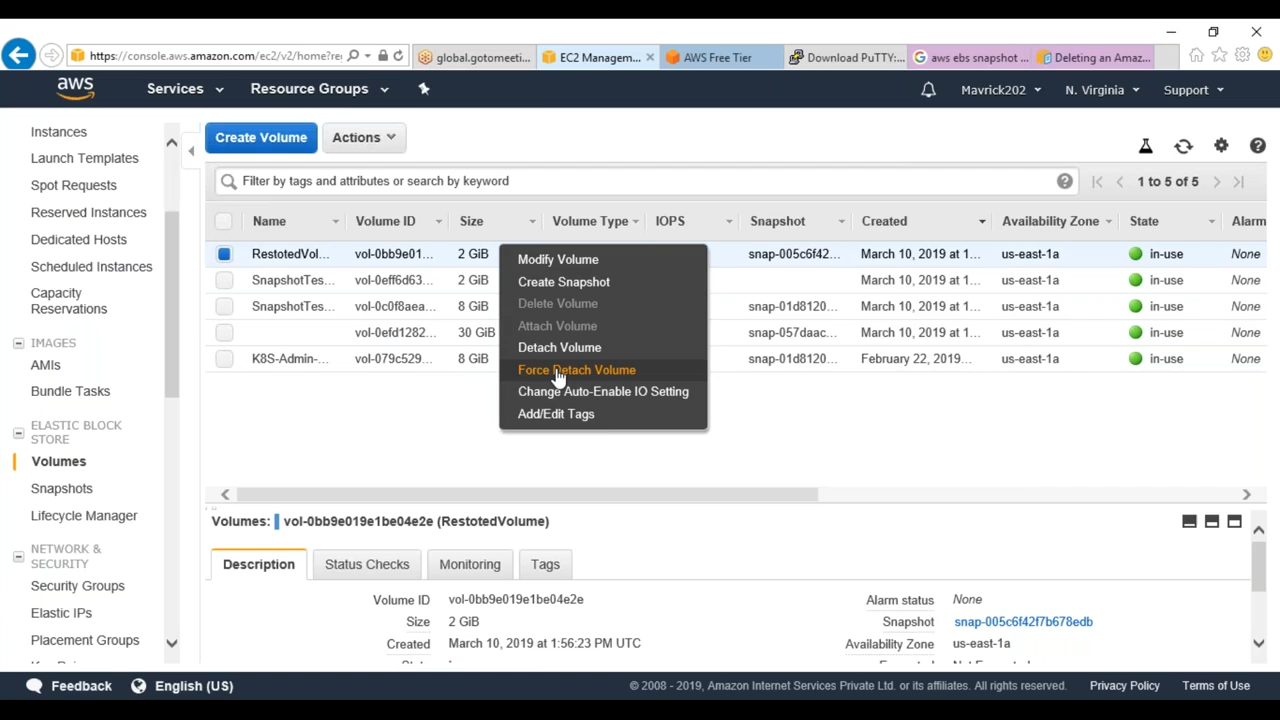 https://console.aws.amazon.com/ec2/v2/home?re
global.gotomeeti...
EC2 Managem...
AWS Free Tier
Download PuTTY:...
aws ebs snapshot ...
Deleting an Amaz...
aws
Services
Resource Groups
Mavrick202
N. Virginia
Support
Instances
Launch Templates
Spot Requests
Reserved Instances
Dedicated Hosts
Scheduled Instances
Capacity
Reservations
IMAGES
AMIs
Bundle Tasks
ELASTIC BLOCK
STORE
Volumes
Snapshots
Lifecycle Manager
NETWORK &
SECURITY
Security Groups
Elastic IPs
Placement Groups
Create Volume
Actions
Filter by tags and attributes or search by keyword
1 to 5 of 5
Name Volume ID Size Volume Type IOPS Snapshot Created Availability Zone State Alarm
RestotedVol... vol-0bb9e01... 2 GiB snap-005c6f42... March 10, 2019 at 1... us-east-1a in-use None
SnapshotTes... vol-0eff6d63... 2 GiB March 10, 2019 at 1... us-east-1a in-use None
SnapshotTes... vol-0c0f8aea... 8 GiB snap-01d8120... March 10, 2019 at 1... us-east-1a in-use None
vol-0efd1282... 30 GiB snap-057daac... March 10, 2019 at 1... us-east-1a in-use None
K8S-Admin-... vol-079c529... 8 GiB snap-01d8120... February 22, 2019... us-east-1a in-use None
Modify Volume
Create Snapshot
Delete Volume
Attach Volume
Detach Volume
Force Detach Volume
Change Auto-Enable IO Setting
Add/Edit Tags
Volumes: vol-0bb9e019e1be04e2e (RestotedVolume)
Description
Status Checks
Monitoring
Tags
Volume ID vol-0bb9e019e1be04e2e
Size 2 GiB
Created March 10, 2019 at 1:56:23 PM UTC
Alarm status None
Snapshot snap-005c6f42f7b678edb
Availability Zone us-east-1a
Feedback
English (US)
© 2008 - 2019, Amazon Internet Services Private Ltd. or its affiliates. All rights reserved.
Privacy Policy
Terms of Use